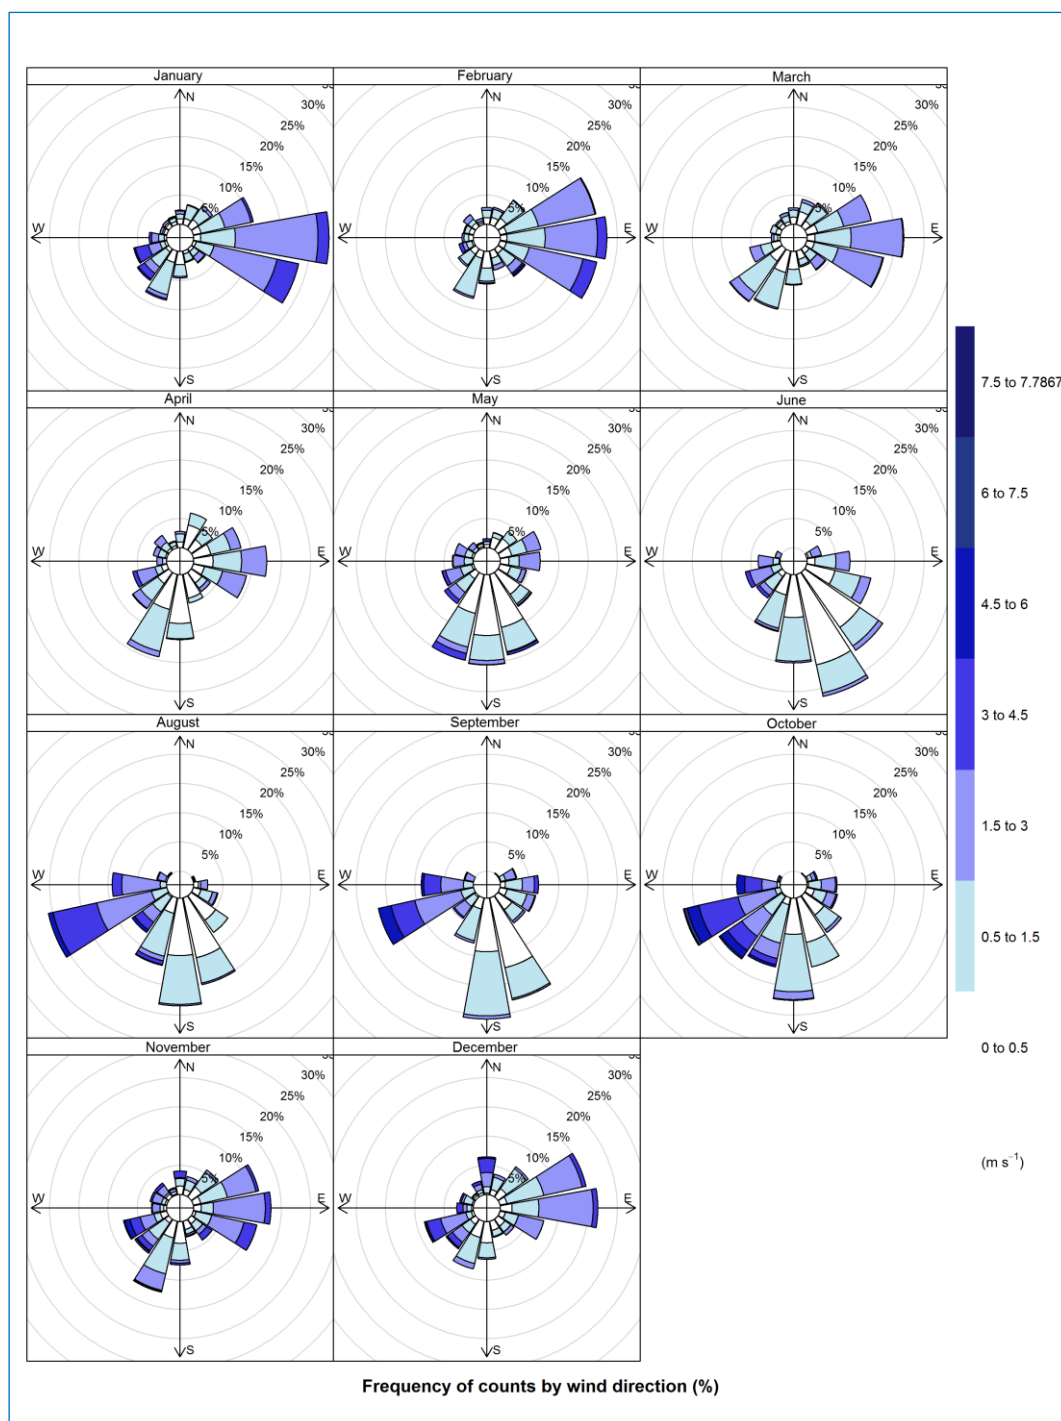 January
February
March
30%
25%
20%
15%
10%
5%
N
W
E
S
30%
25%
20%
15%
10%
5%
N
W
E
S
30%
25%
20%
15%
10%
5%
N
W
E
S
April
May
June
30%
25%
20%
15%
10%
5%
N
W
E
S
30%
25%
20%
15%
10%
5%
N
W
E
S
30%
25%
20%
15%
10%
5%
N
W
E
S
August
September
October
30%
25%
20%
15%
10%
5%
N
W
E
S
30%
25%
20%
15%
10%
5%
N
W
E
S
30%
25%
20%
15%
10%
5%
N
W
E
S
November
December
30%
25%
20%
15%
10%
5%
N
W
E
S
30%
25%
20%
15%
10%
5%
N
W
E
S
7.5 to 7.7867
6 to 7.5
4.5 to 6
3 to 4.5
1.5 to 3
0.5 to 1.5
0 to 0.5
(m s⁻¹)
Frequency of counts by wind direction (%)